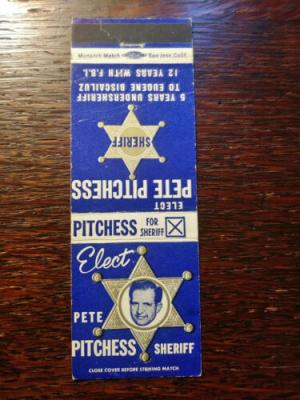 Monarch Match San Jose, Calif.
ELECT
PETE PITCHESS
SHERIFF
5 YEARS UNDERSHERIFF
TO EUGENE BISCAILUZ
12 YEARS WITH F.B.I.
PITCHESS FOR SHERIFF
Elect
PETE
PITCHESS SHERIFF
CLOSE COVER BEFORE STRIKING MATCH